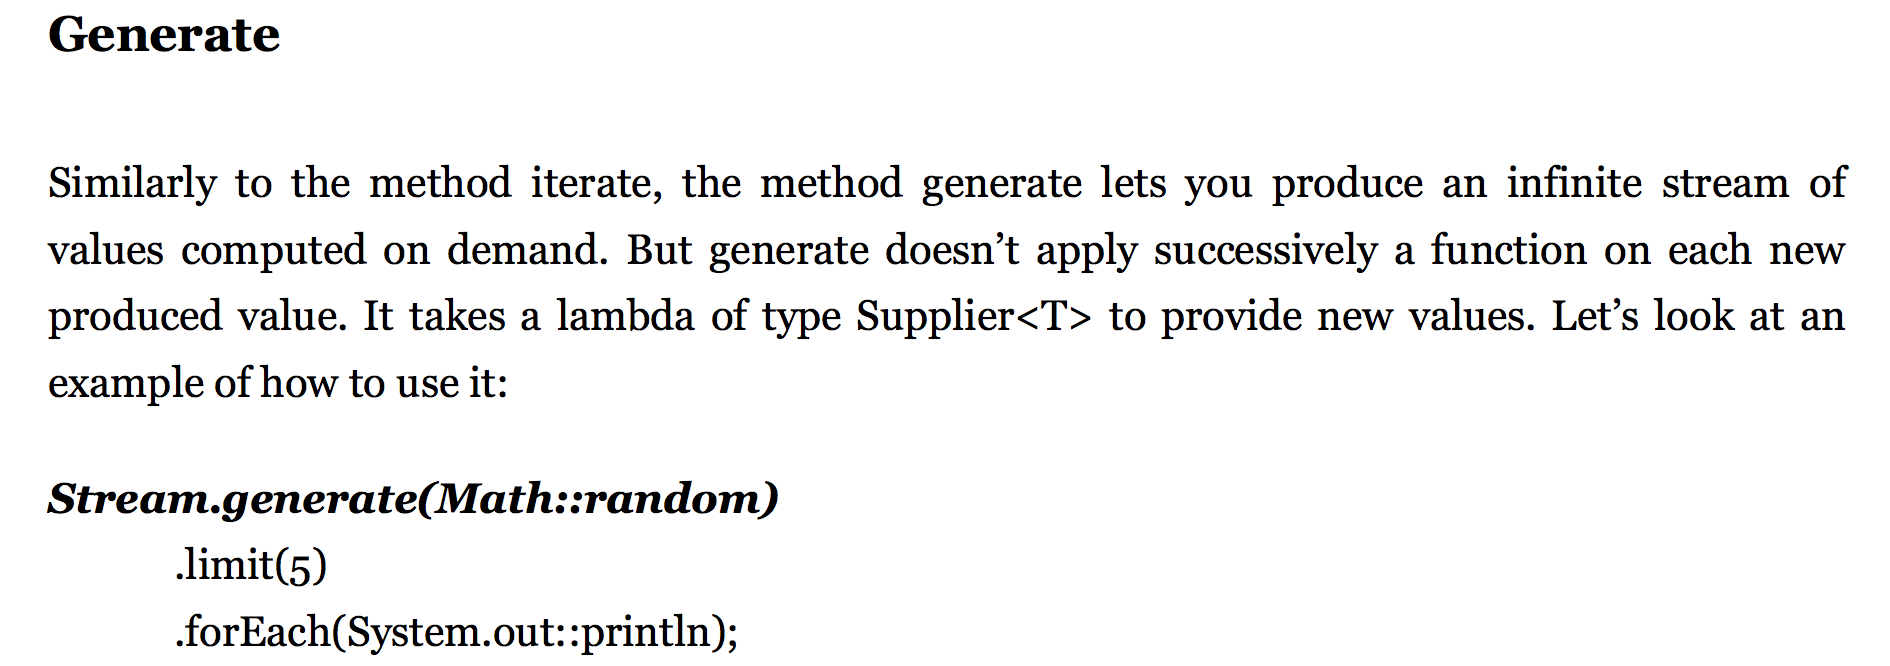 Generate
Similarly to the method iterate, the method generate lets you produce an infinite stream of
values computed on demand. But generate doesn’t apply successively a function on each new
produced value. It takes a lambda of type Supplier<T> to provide new values. Let’s look at an
example of how to use it:
Stream.generate(Math::random)
.limit(5)
.forEach(System.out::println);